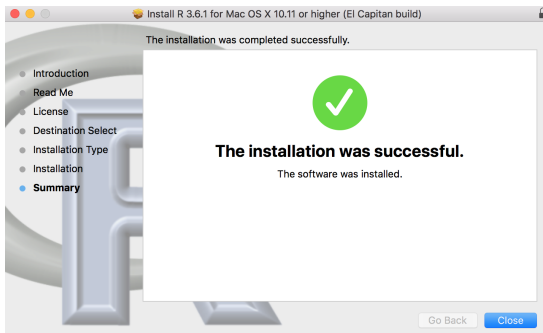 Install R 3.6.1 for Mac OS X 10.11 or higher (El Capitan build)
The installation was completed successfully.
Introduction
Read Me
License
Destination Select
Installation Type
Installation
Summary
The installation was successful.
The software was installed.
Go Back
Close